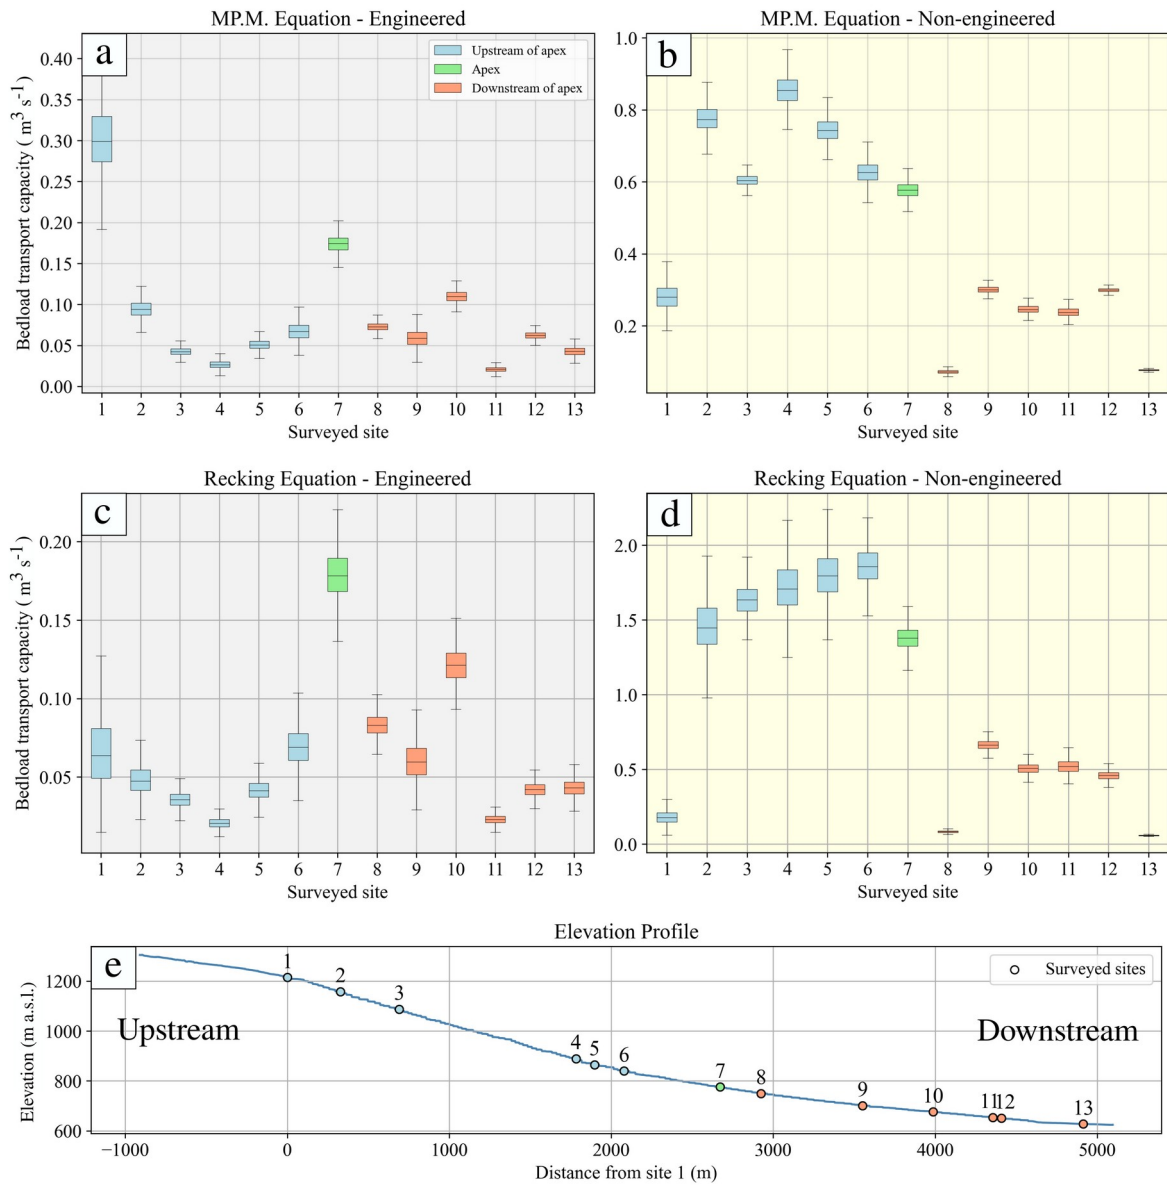 MP.M. Equation - Engineered
MP.M. Equation - Non-engineered
a
Upstream of apex
Apex
Downstream of apex
0.40
0.35
0.30
0.25
0.20
0.15
0.10
0.05
0.00
Bedload transport capacity ( m³ s⁻¹)
1 2 3 4 5 6 7 8 9 10 11 12 13
Surveyed site
b
1.0
0.8
0.6
0.4
0.2
1 2 3 4 5 6 7 8 9 10 11 12 13
Surveyed site
Recking Equation - Engineered
Recking Equation - Non-engineered
c
0.20
0.15
0.10
0.05
Bedload transport capacity ( m³ s⁻¹)
1 2 3 4 5 6 7 8 9 10 11 12 13
Surveyed site
d
2.0
1.5
1.0
0.5
0.0
1 2 3 4 5 6 7 8 9 10 11 12 13
Surveyed site
Elevation Profile
e
Surveyed sites
1200
1000
800
600
Elevation (m a.s.l.)
Upstream
Downstream
1 2 3 4 5 6 7 8 9 10 11 12 13
−1000 0 1000 2000 3000 4000 5000
Distance from site 1 (m)